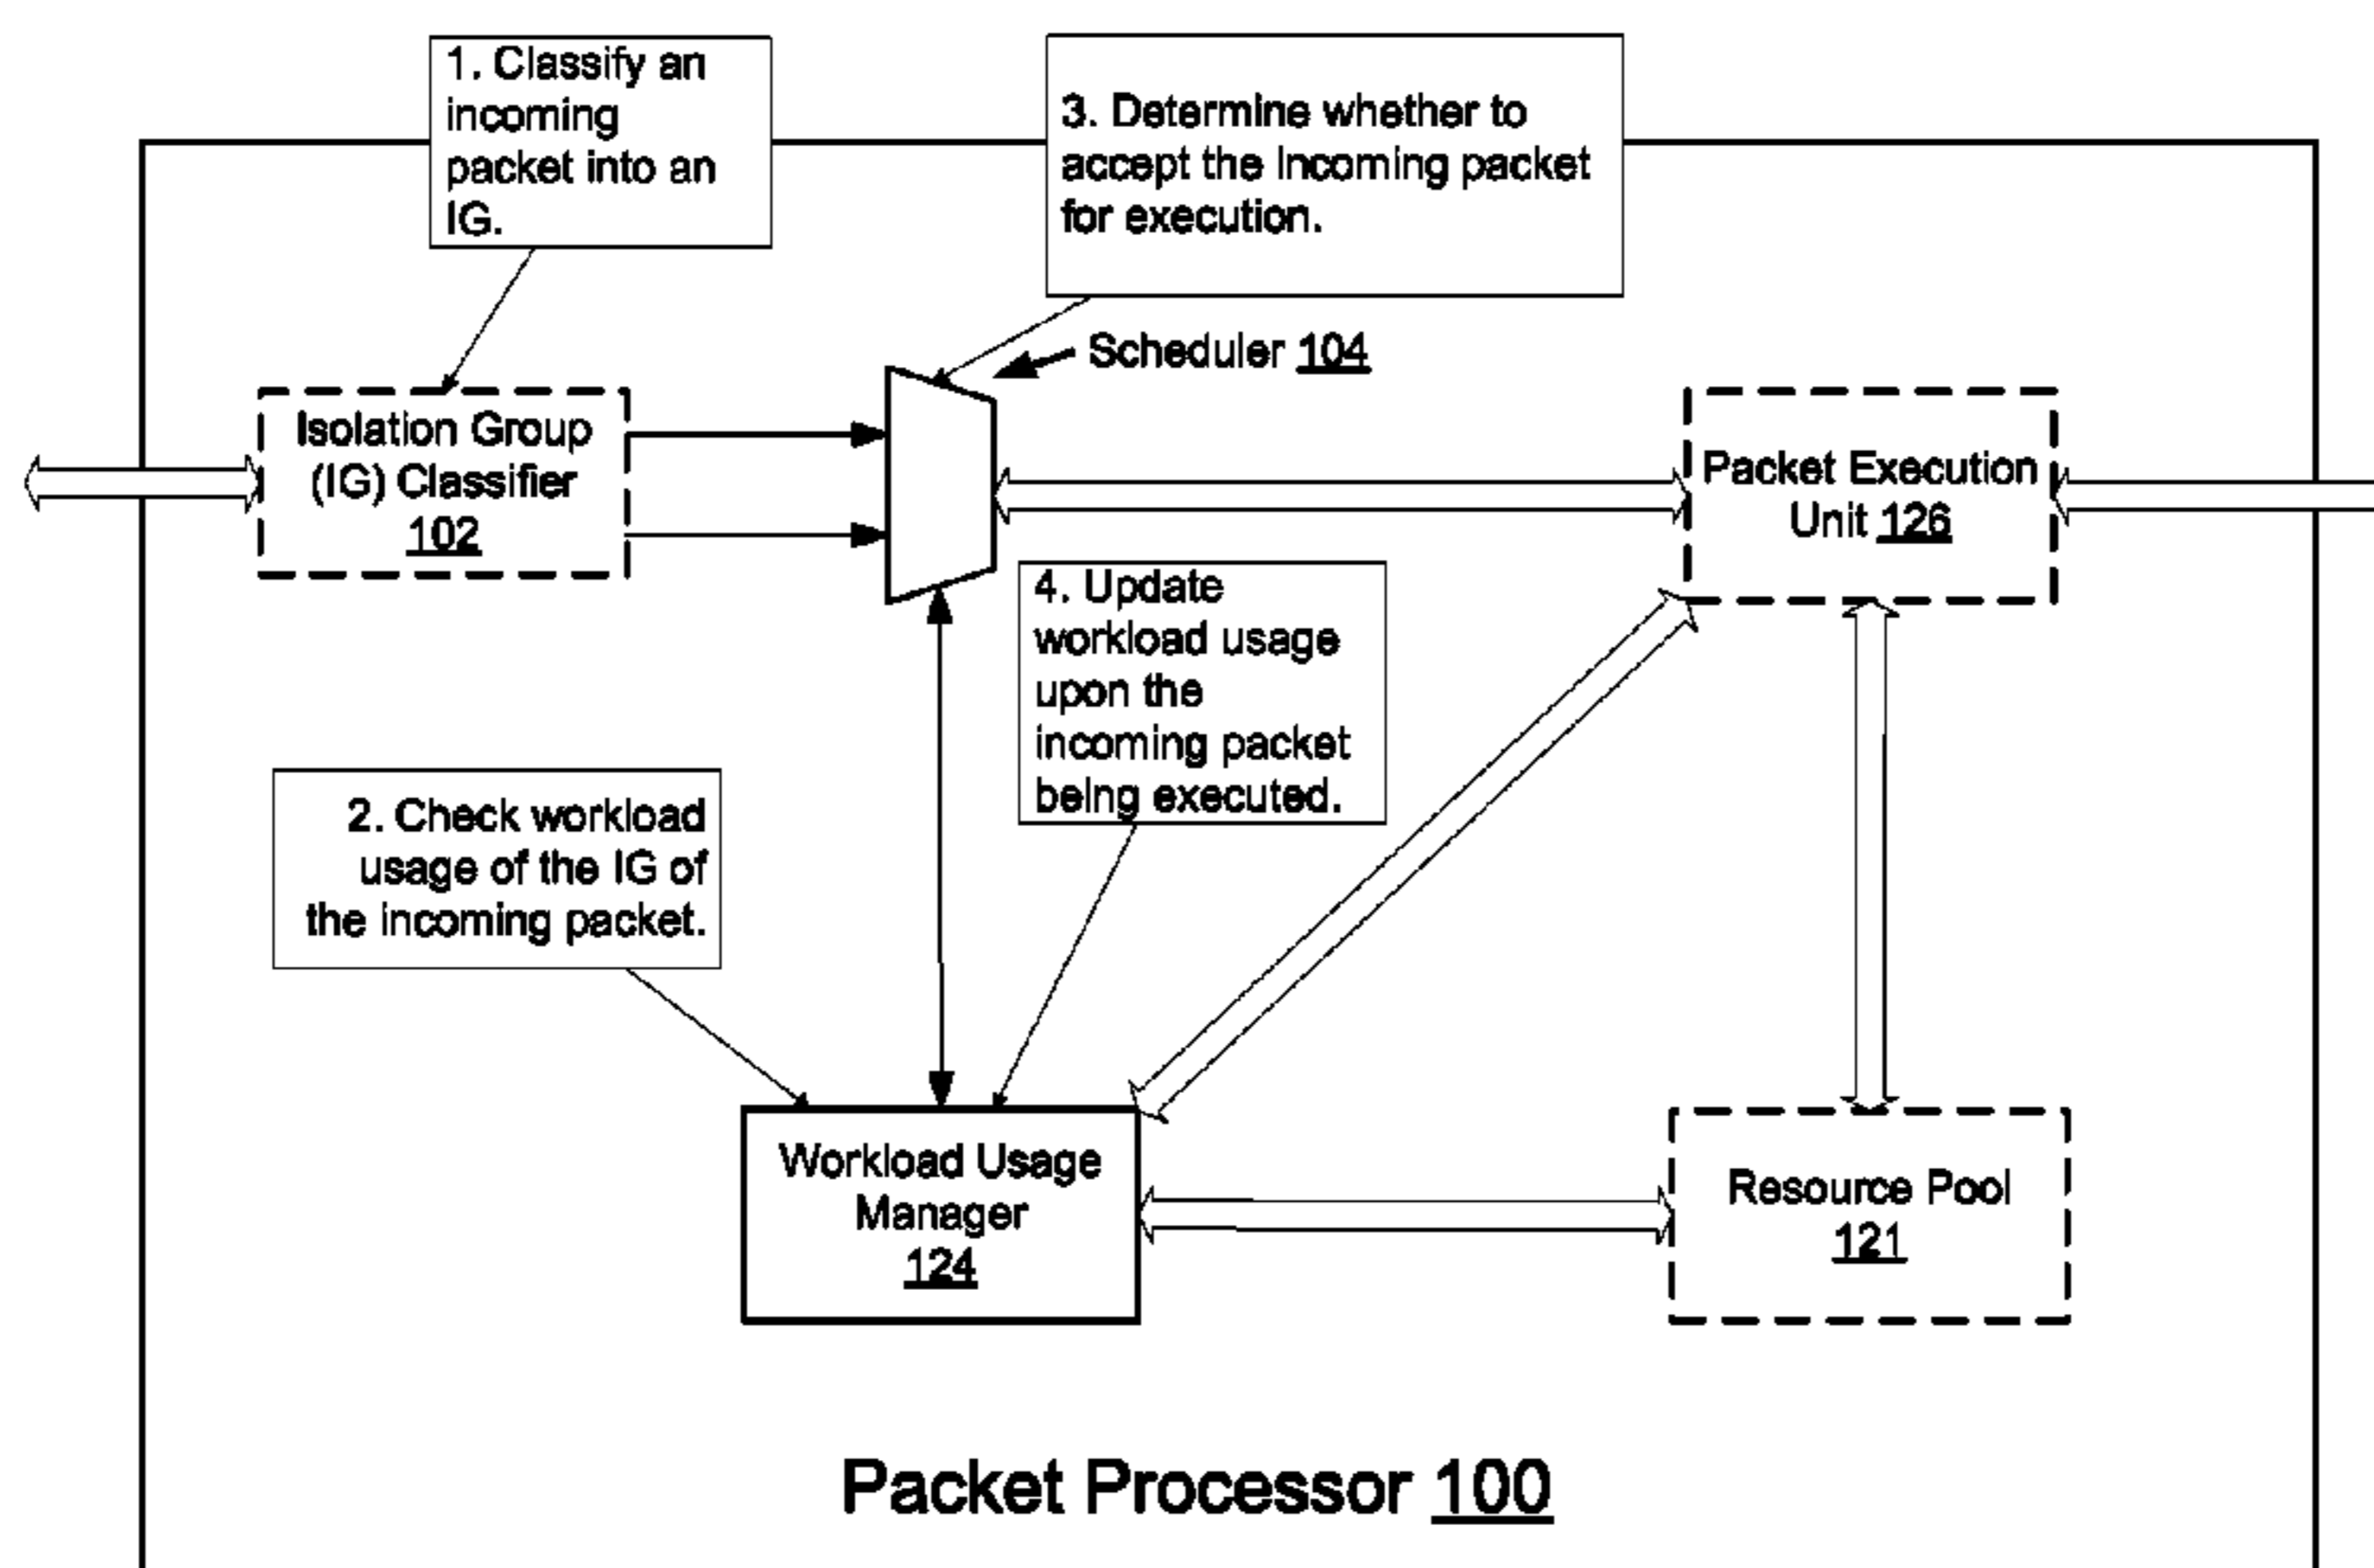 1. Classify an
incoming
packet into an
IG.
3. Determine whether to
accept the incoming packet
for execution.
Scheduler 104
Isolation Group
(IG) Classifier
102
Packet Execution
Unit 126
4. Update
workload usage
upon the
incoming packet
being executed.
2. Check workload
usage of the IG of
the incoming packet.
Workload Usage
Manager
124
Resource Pool
121
Packet Processor 100